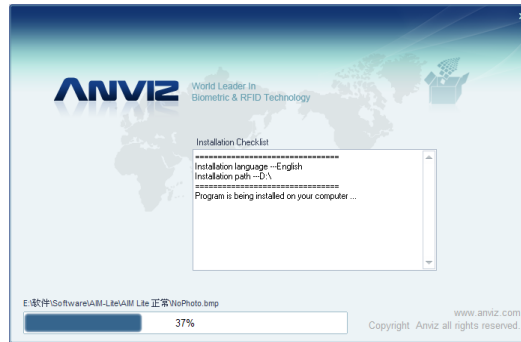 ANVIZ
World Leader In
Biometric & RFID Technology
Installation Checklist
================================
Installation language ---English
Installation path ---D:\
================================
Program is being installed on your computer ...
E:\软件\Software\AIM-Lite\AIM Lite 正常\NoPhoto.bmp
37%
www.anviz.com
Copyright Anviz all rights reserved.